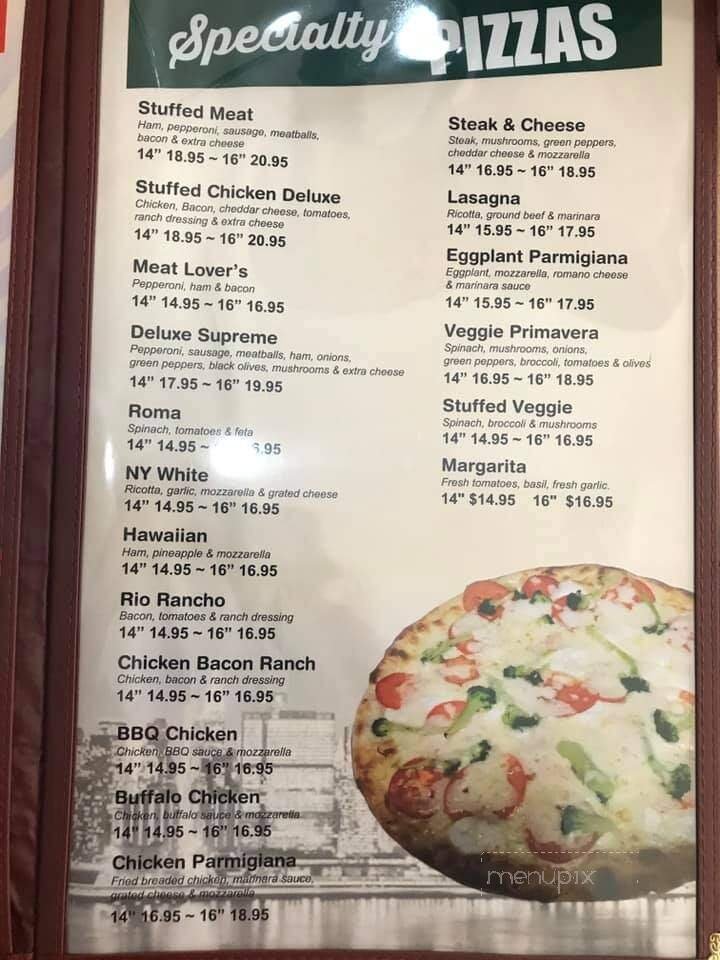 Specialty PIZZAS
Stuffed Meat
Ham, pepperoni, sausage, meatballs,
bacon & extra cheese
14” 18.95 ~ 16” 20.95
Stuffed Chicken Deluxe
Chicken, Bacon, cheddar cheese, tomatoes,
ranch dressing & extra cheese
14” 18.95 ~ 16” 20.95
Meat Lover’s
Pepperoni, ham & bacon
14” 14.95 ~ 16” 16.95
Deluxe Supreme
Pepperoni, sausage, meatballs, ham, onions,
green peppers, black olives, mushrooms & extra cheese
14” 17.95 ~ 16” 19.95
Roma
Spinach, tomatoes & feta
14” 14.95 ~ 6.95
NY White
Ricotta, garlic, mozzarella & grated cheese
14” 14.95 ~ 16” 16.95
Hawaiian
Ham, pineapple & mozzarella
14” 14.95 ~ 16” 16.95
Rio Rancho
Bacon, tomatoes & ranch dressing
14” 14.95 ~ 16” 16.95
Chicken Bacon Ranch
Chicken, bacon & ranch dressing
14” 14.95 ~ 16” 16.95
BBQ Chicken
Chicken, BBQ sauce & mozzarella
14” 14.95 ~ 16” 16.95
Buffalo Chicken
Chicken, buffalo sauce & mozzarella
14” 14.95 ~ 16” 16.95
Chicken Parmigiana
Fried breaded chicken, marinara sauce,
grated cheese & mozzarella
14” 16.95 ~ 16” 18.95
Steak & Cheese
Steak, mushrooms, green peppers,
cheddar cheese & mozzarella
14” 16.95 ~ 16” 18.95
Lasagna
Ricotta, ground beef & marinara
14” 15.95 ~ 16” 17.95
Eggplant Parmigiana
Eggplant, mozzarella, romano cheese
& marinara sauce
14” 15.95 ~ 16” 17.95
Veggie Primavera
Spinach, mushrooms, onions,
green peppers, broccoli, tomatoes & olives
14” 16.95 ~ 16” 18.95
Stuffed Veggie
Spinach, broccoli & mushrooms
14” 14.95 ~ 16” 16.95
Margarita
Fresh tomatoes, basil, fresh garlic.
14" $14.95 16" $16.95
menupix